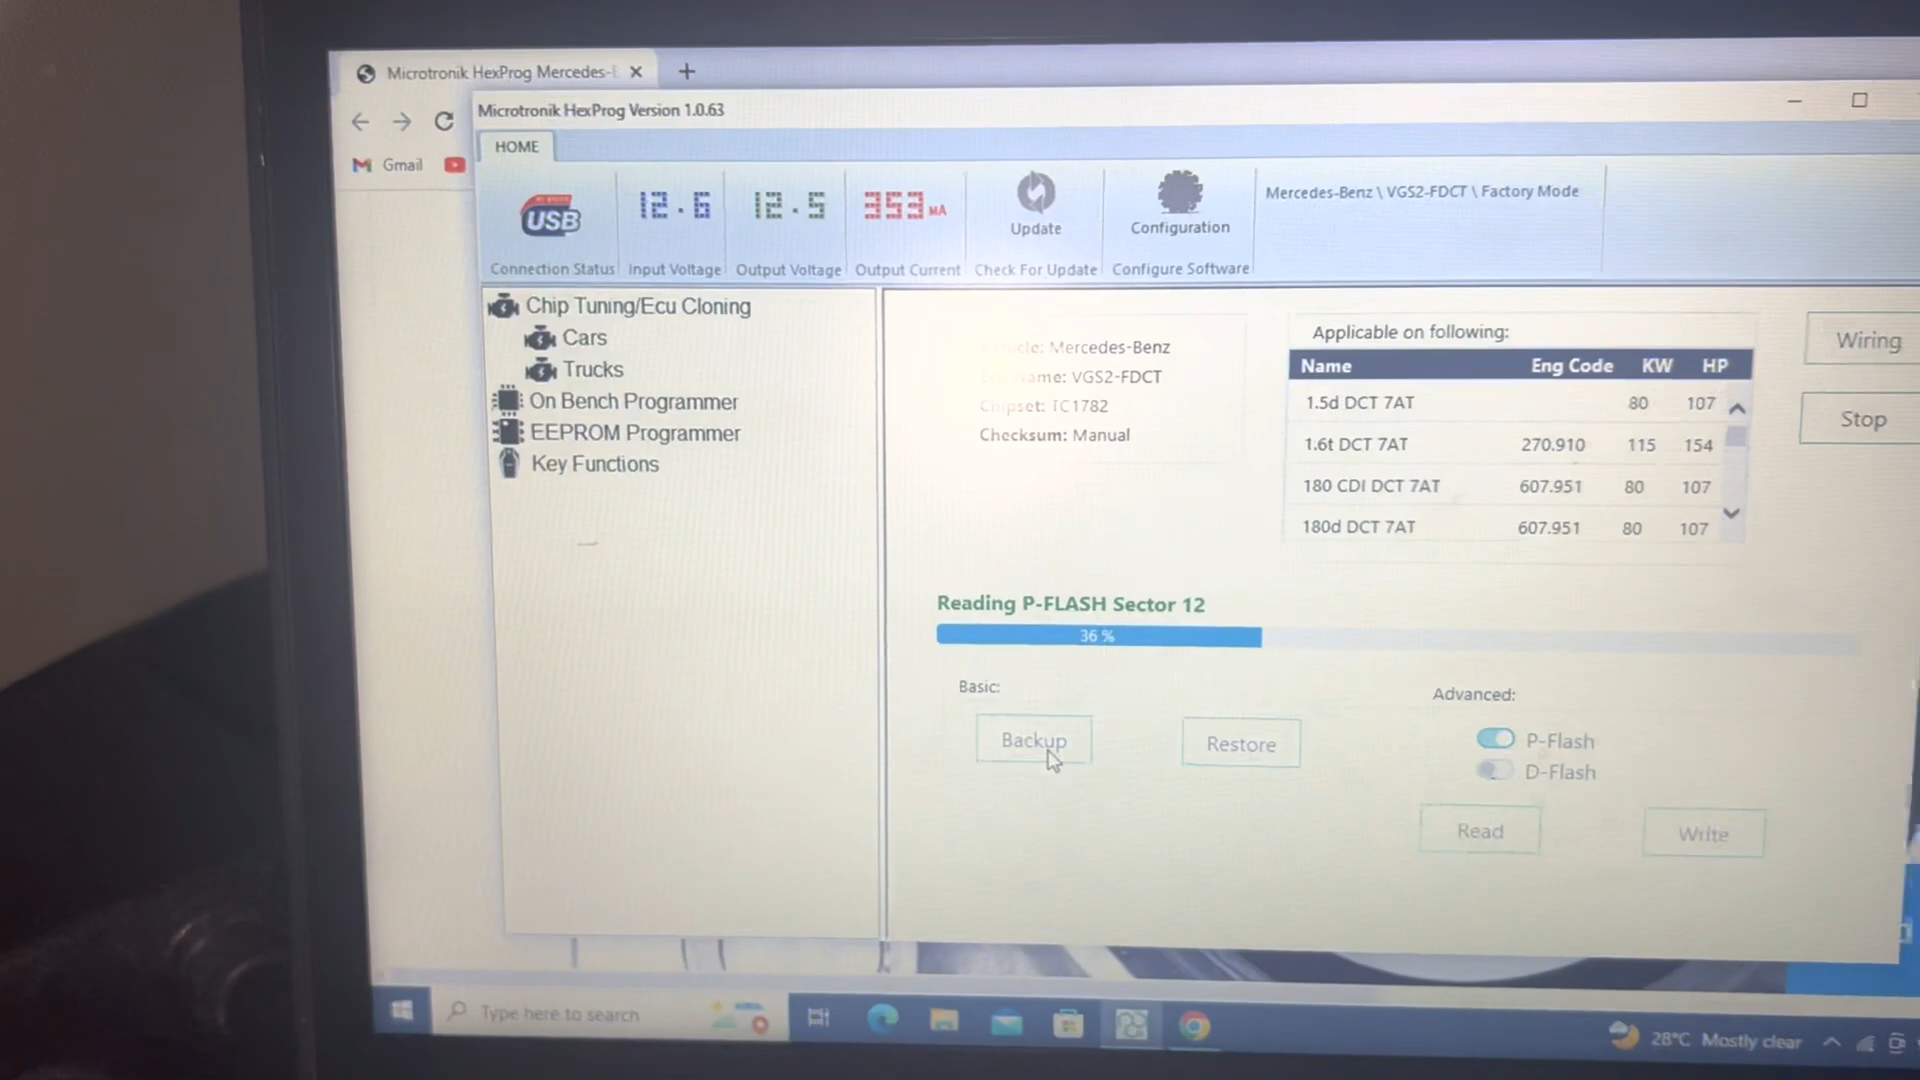 Microtronik HexProg Mercedes-
Microtronik HexProg Version 1.0.63
Gmail
HOME
USB
12.6
12.5
353 MA
Update
Configuration
Mercedes-Benz \ VGS2-FDCT \ Factory Mode
Connection Status
Input Voltage
Output Voltage
Output Current
Check For Update
Configure Software
Chip Tuning/Ecu Cloning
Cars
Trucks
On Bench Programmer
EEPROM Programmer
Key Functions
Mercedes-Benz
Name: VGS2-FDCT
Chipset: TC1782
Checksum: Manual
Applicable on following:
Name Eng Code KW HP
1.5d DCT 7AT 80 107
1.6t DCT 7AT 270.910 115 154
180 CDI DCT 7AT 607.951 80 107
180d DCT 7AT 607.951 80 107
Wiring
Stop
Reading P-FLASH Sector 12
36 %
Basic:
Backup
Restore
Advanced:
P-Flash
D-Flash
Read
Write
Type here to search
28°C Mostly clear